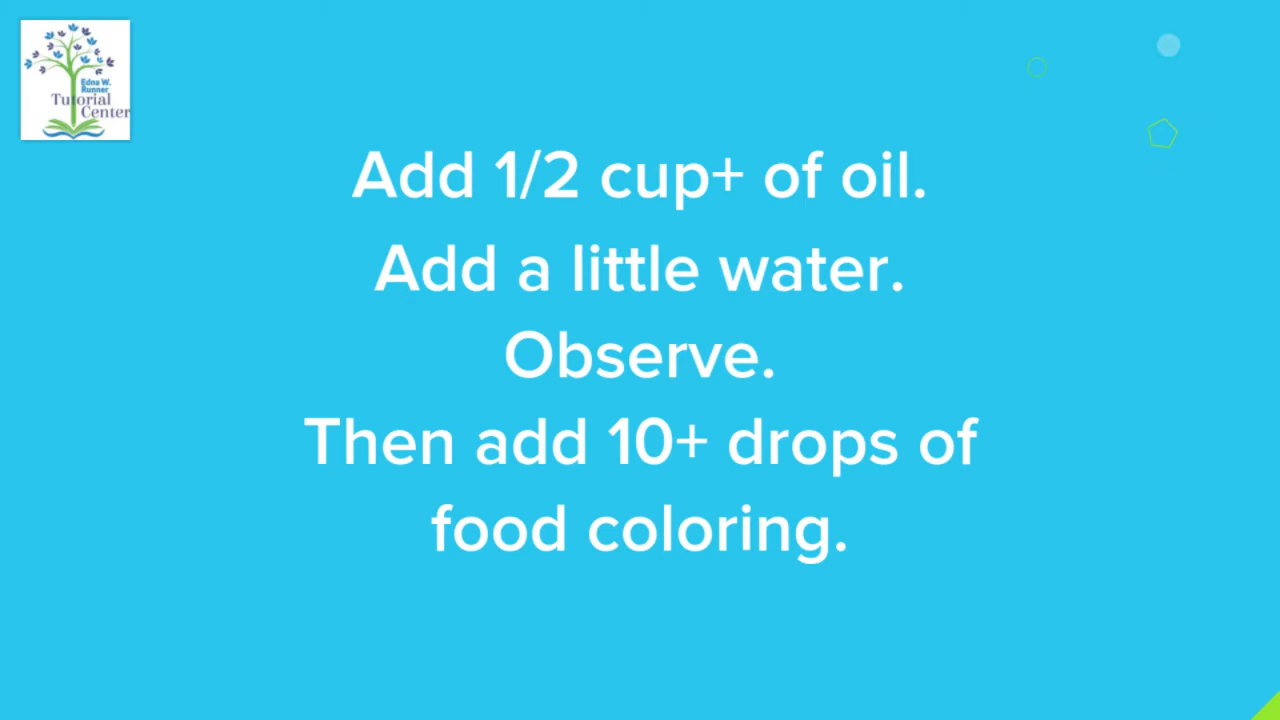 Edna W.
Runner
Tutorial
Center
Add 1/2 cup+ of oil.
Add a little water.
Observe.
Then add 10+ drops of
food coloring.